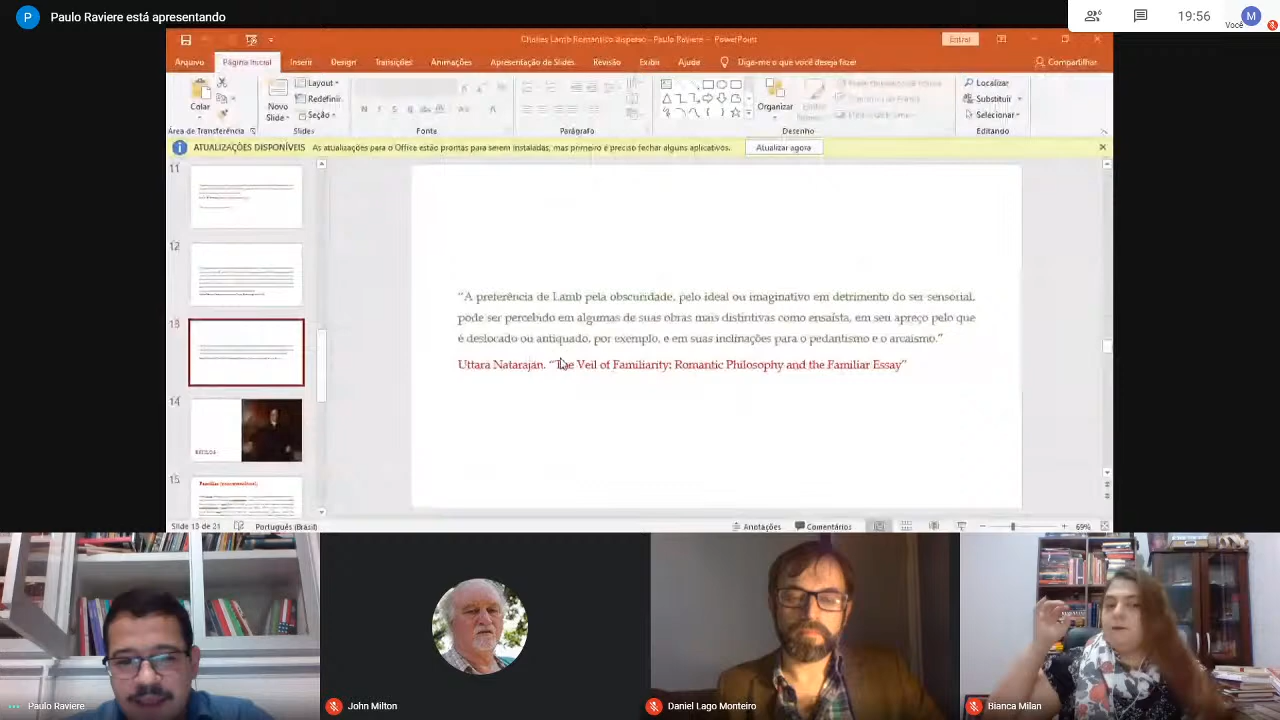 P Paulo Raviere está apresentando
6
19:56
M
Você
Charles Lamb Romântico disperso - Paulo Raviere - PowerPoint
Entrar
Arquivo Página Inicial Inserir Design Transições Animações Apresentação de Slides Revisão Exibir Ajuda Diga-me o que você deseja fazer Compartilhar
Colar
Novo Slide
Layout
Redefinir
Seção
Organizar
Localizar
Substituir
Selecionar
Área de Transferência Slides Fonte Parágrafo Desenho Editando
ATUALIZAÇÕES DISPONÍVEIS As atualizações para o Office estão prontas para serem instaladas, mas primeiro é preciso fechar alguns aplicativos. Atualizar agora
11
12
13
14
15
"A preferência de Lamb pela obscuridade, pelo ideal ou imaginativo em detrimento do ser sensorial,
pode ser percebido em algumas de suas obras mais distintivas como ensaísta, em seu apreço pelo que
é deslocado ou antiquado, por exemplo, e em suas inclinações para o pedantismo e o arcaísmo."
Uttara Natarajan. "The Veil of Familiarity: Romantic Philosophy and the Familiar Essay"
Slide 13 de 21 Português (Brasil) Anotações Comentários 69%
Paulo Raviere
John Milton
Daniel Lago Monteiro
Bianca Milan